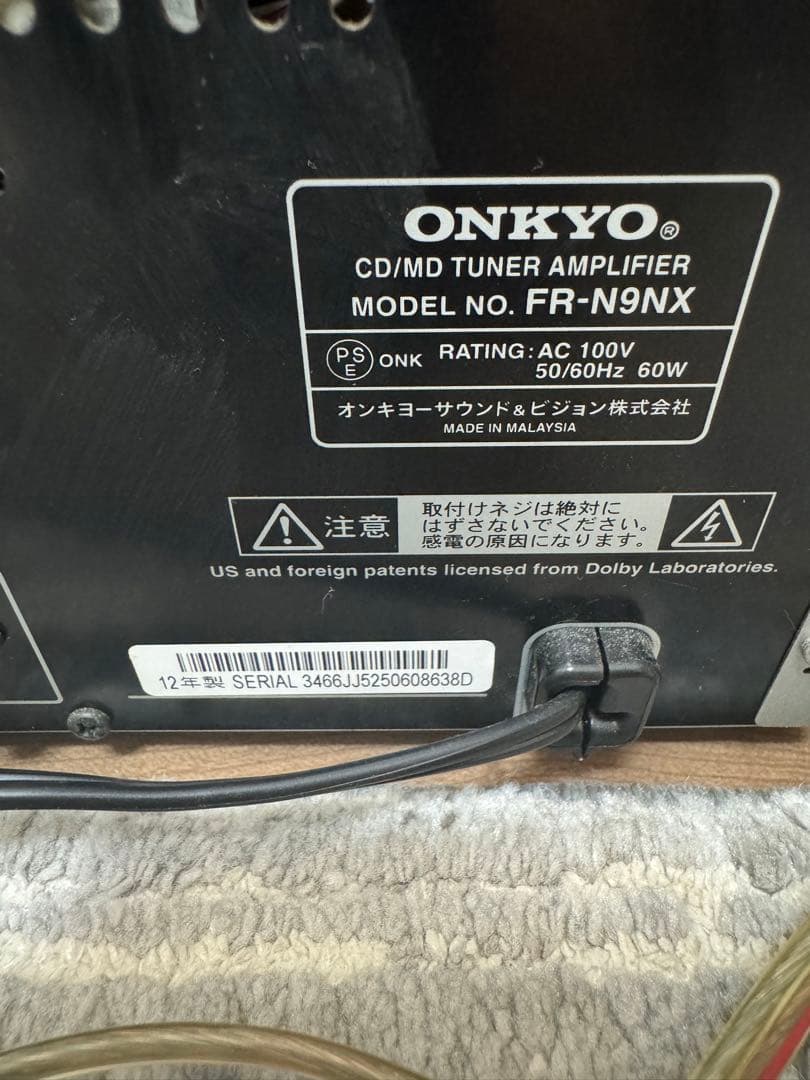 ONKYO®
CD/MD TUNER AMPLIFIER
MODEL NO. FR-N9NX
PSE ONK RATING: AC 100V
50/60Hz 60W
オンキヨーサウンド&ビジョン株式会社
MADE IN MALAYSIA
注意
取付けネジは絶対に
はずさないでください。
感電の原因になります。
US and foreign patents licensed from Dolby Laboratories.
12年製 SERIAL 3466JJ5250608638D